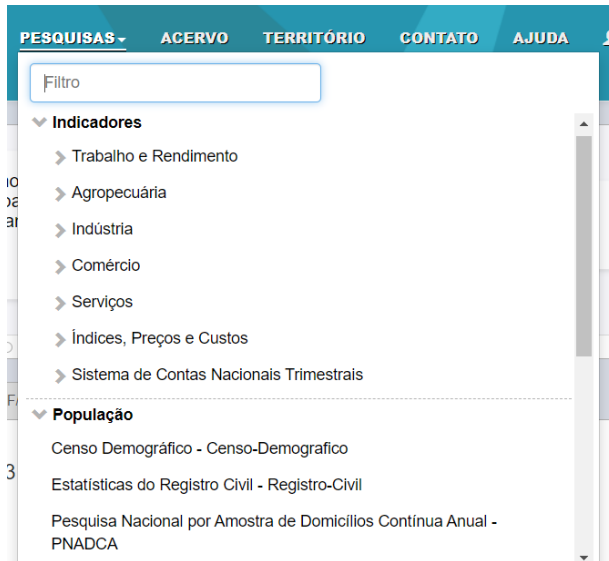 PESQUISAS ACERVO TERRITÓRIO CONTATO AJUDA
Filtro
Indicadores
Trabalho e Rendimento
Agropecuária
Indústria
Comércio
Serviços
Índices, Preços e Custos
Sistema de Contas Nacionais Trimestrais
População
Censo Demográfico - Censo-Demografico
Estatísticas do Registro Civil - Registro-Civil
Pesquisa Nacional por Amostra de Domicílios Contínua Anual -
PNADCA